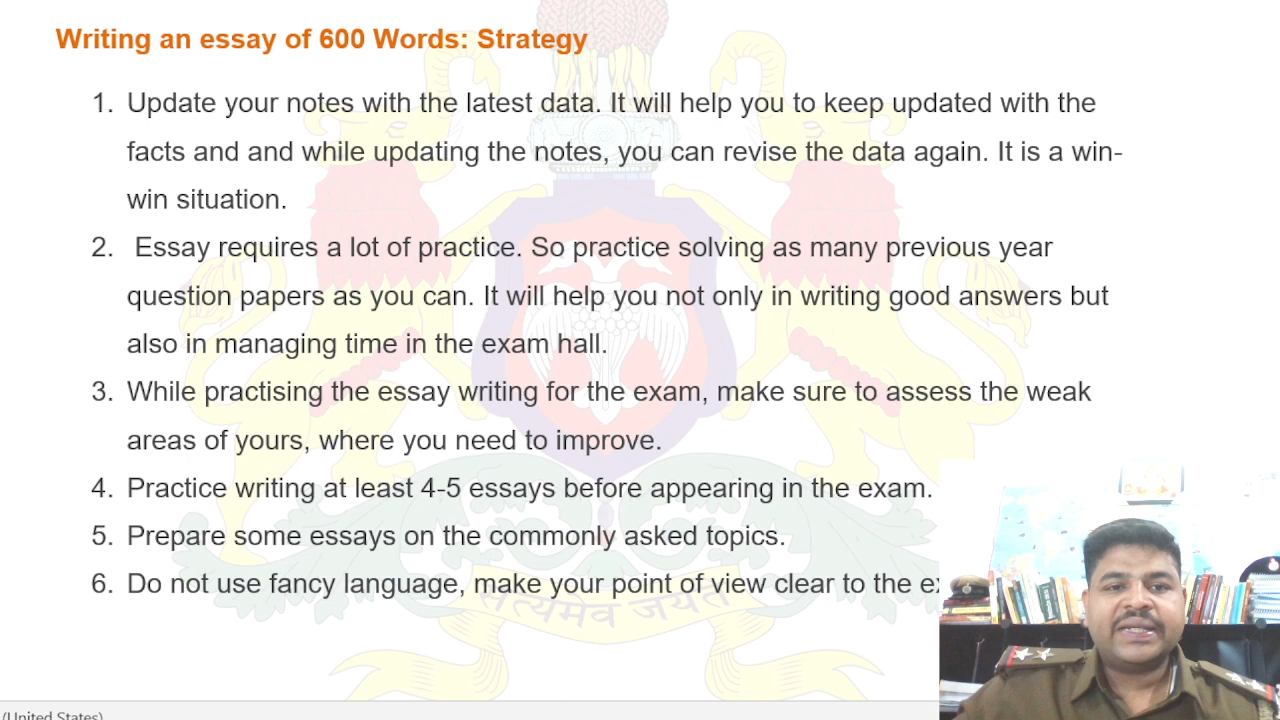 Writing an essay of 600 Words: Strategy
1. Update your notes with the latest data. It will help you to keep updated with the
facts and and while updating the notes, you can revise the data again. It is a win-
win situation.
2. Essay requires a lot of practice. So practice solving as many previous year
question papers as you can. It will help you not only in writing good answers but
also in managing time in the exam hall.
3. While practising the essay writing for the exam, make sure to assess the weak
areas of yours, where you need to improve.
4. Practice writing at least 4-5 essays before appearing in the exam.
5. Prepare some essays on the commonly asked topics.
6. Do not use fancy language, make your point of view clear to the
सत्यमेव जयते
(United States)